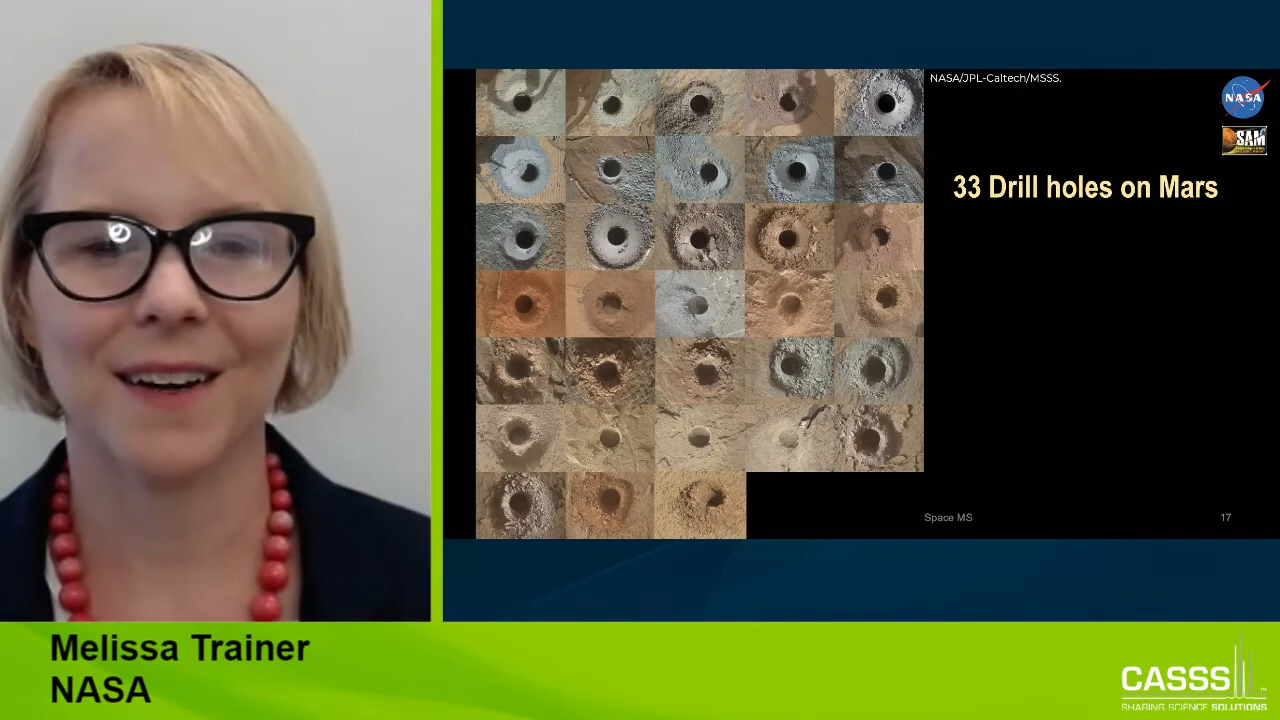 NASA/JPL-Caltech/MSSS.
NASA
SAM
33 Drill holes on Mars
Space MS
17
Melissa Trainer
NASA
CASSS
™
SHARING SCIENCE SOLUTIONS